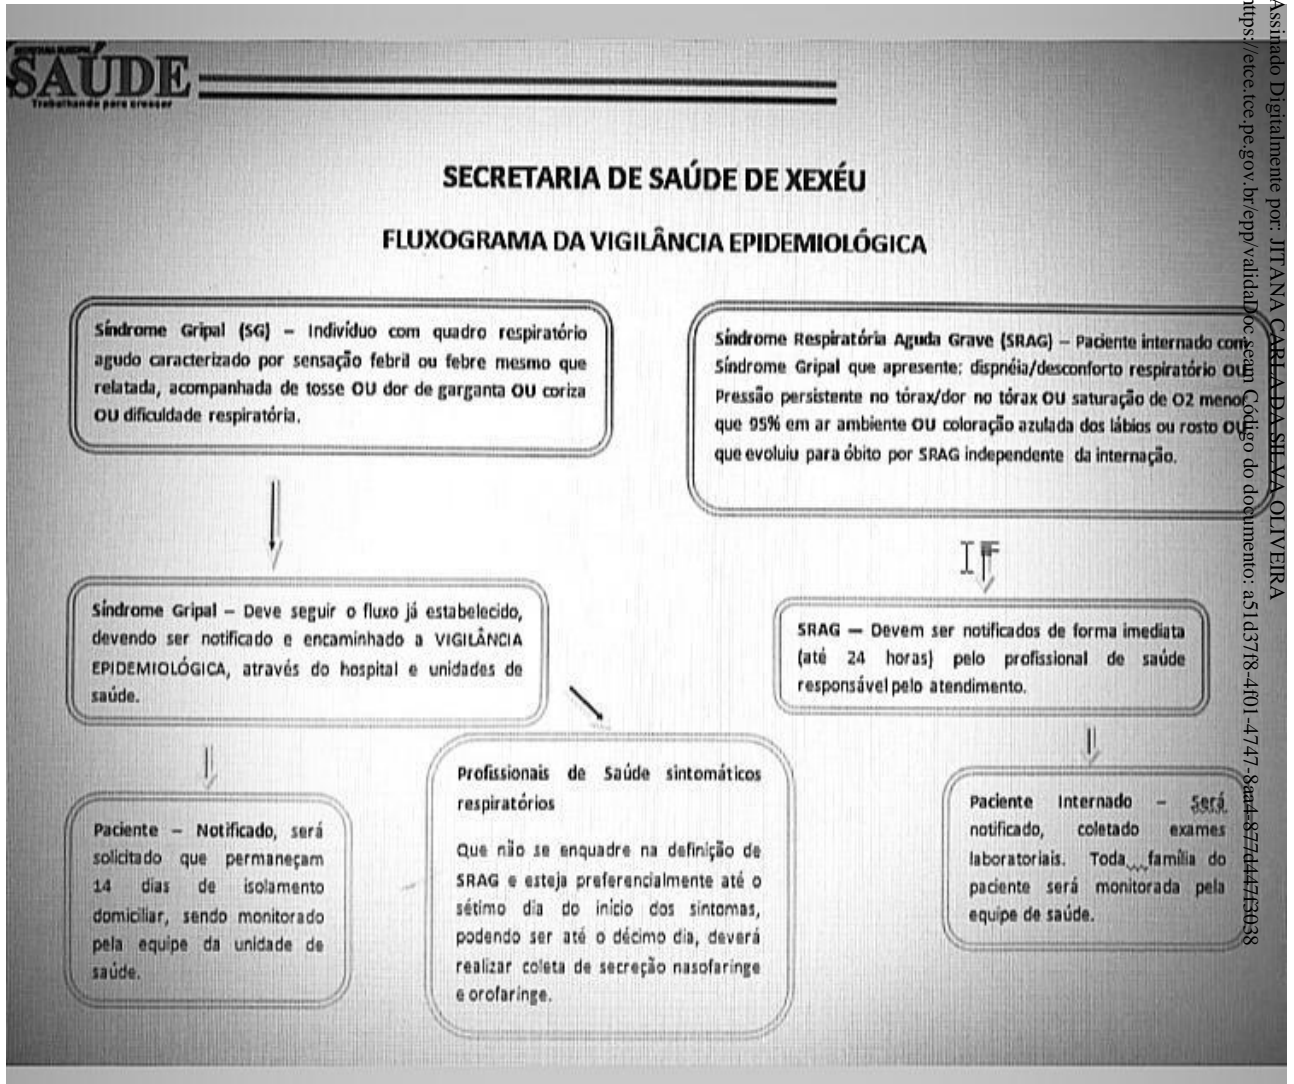 SECRETARIA MUNICIPAL
SAÚDE
Trabalhando para crescer
SECRETARIA DE SAÚDE DE XEXÉU
FLUXOGRAMA DA VIGILÂNCIA EPIDEMIOLÓGICA
Síndrome Gripal (SG) – Indivíduo com quadro respiratório
agudo caracterizado por sensação febril ou febre mesmo que
relatada, acompanhada de tosse OU dor de garganta OU coriza
OU dificuldade respiratória.
Síndrome Respiratória Aguda Grave (SRAG) – Paciente internado com
Síndrome Gripal que apresente: dispnéia/desconforto respiratório OU
Pressão persistente no tórax/dor no tórax OU saturação de O2 menor
que 95% em ar ambiente OU coloração azulada dos lábios ou rosto OU
que evoluiu para óbito por SRAG independente da internação.
Síndrome Gripal – Deve seguir o fluxo já estabelecido,
devendo ser notificado e encaminhado a VIGILÂNCIA
EPIDEMIOLÓGICA, através do hospital e unidades de
saúde.
SRAG — Devem ser notificados de forma imediata
(até 24 horas) pelo profissional de saúde
responsável pelo atendimento.
Paciente – Notificado, será
solicitado que permaneçam
14 dias de isolamento
domiciliar, sendo monitorado
pela equipe da unidade de
saúde.
Profissionais de Saúde sintomáticos
respiratórios
Que não se enquadre na definição de
SRAG e esteja preferencialmente até o
sétimo dia do início dos sintomas,
podendo ser até o décimo dia, deverá
realizar coleta de secreção nasofaringe
e orofaringe.
Paciente Internado – Será
notificado, coletado exames
laboratoriais. Toda família do
paciente será monitorada pela
equipe de saúde.
Assinado Digitalmente por: JITANA CARLA DA SILVA OLIVEIRA
https://etce.tce.pe.gov.br/epp/validaDoc.seam Código do documento: a51d37f8-4f01-4747-8aa4-877d447f3038